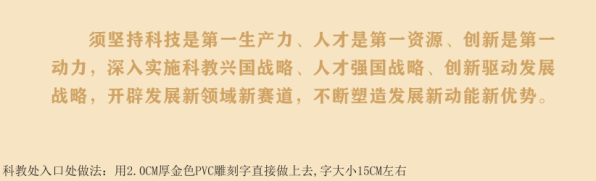 须坚持科技是第一生产力、人才是第一资源、创新是第一
动力，深入实施科教兴国战略、人才强国战略、创新驱动发展
战略，开辟发展新领域新赛道，不断塑造发展新动能新优势。
科教处入口处做法：用2.0CM厚金色PVC雕刻字直接做上去,字大小15CM左右